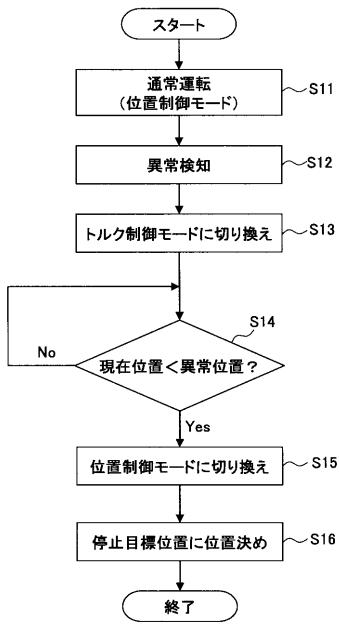 スタート
通常運転
(位置制御モード)
S11
異常検知
S12
トルク制御モードに切り換え
S13
S14
現在位置<異常位置?
No
Yes
位置制御モードに切り換え
S15
停止目標位置に位置決め
S16
終了